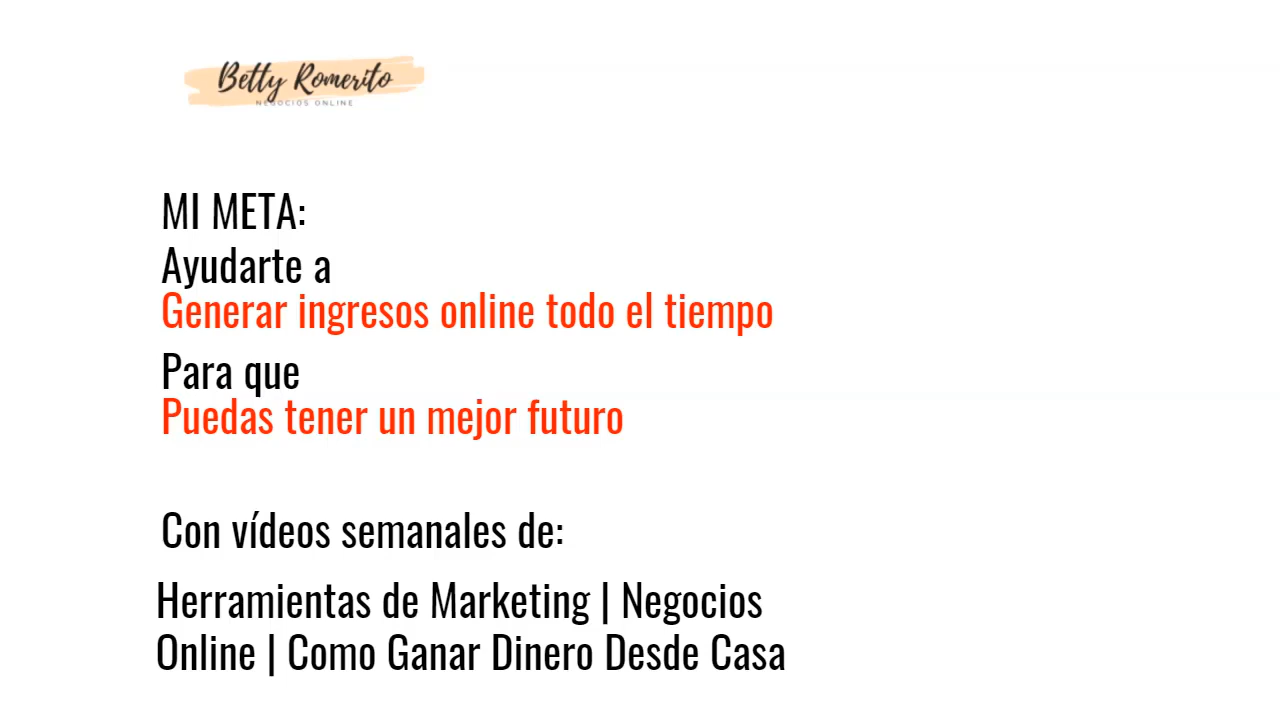 Betty Romerito
NEGOCIOS ONLINE
MI META:
Ayudarte a
Generar ingresos online todo el tiempo
Para que
Puedas tener un mejor futuro
Con vídeos semanales de:
Herramientas de Marketing | Negocios
Online | Como Ganar Dinero Desde Casa